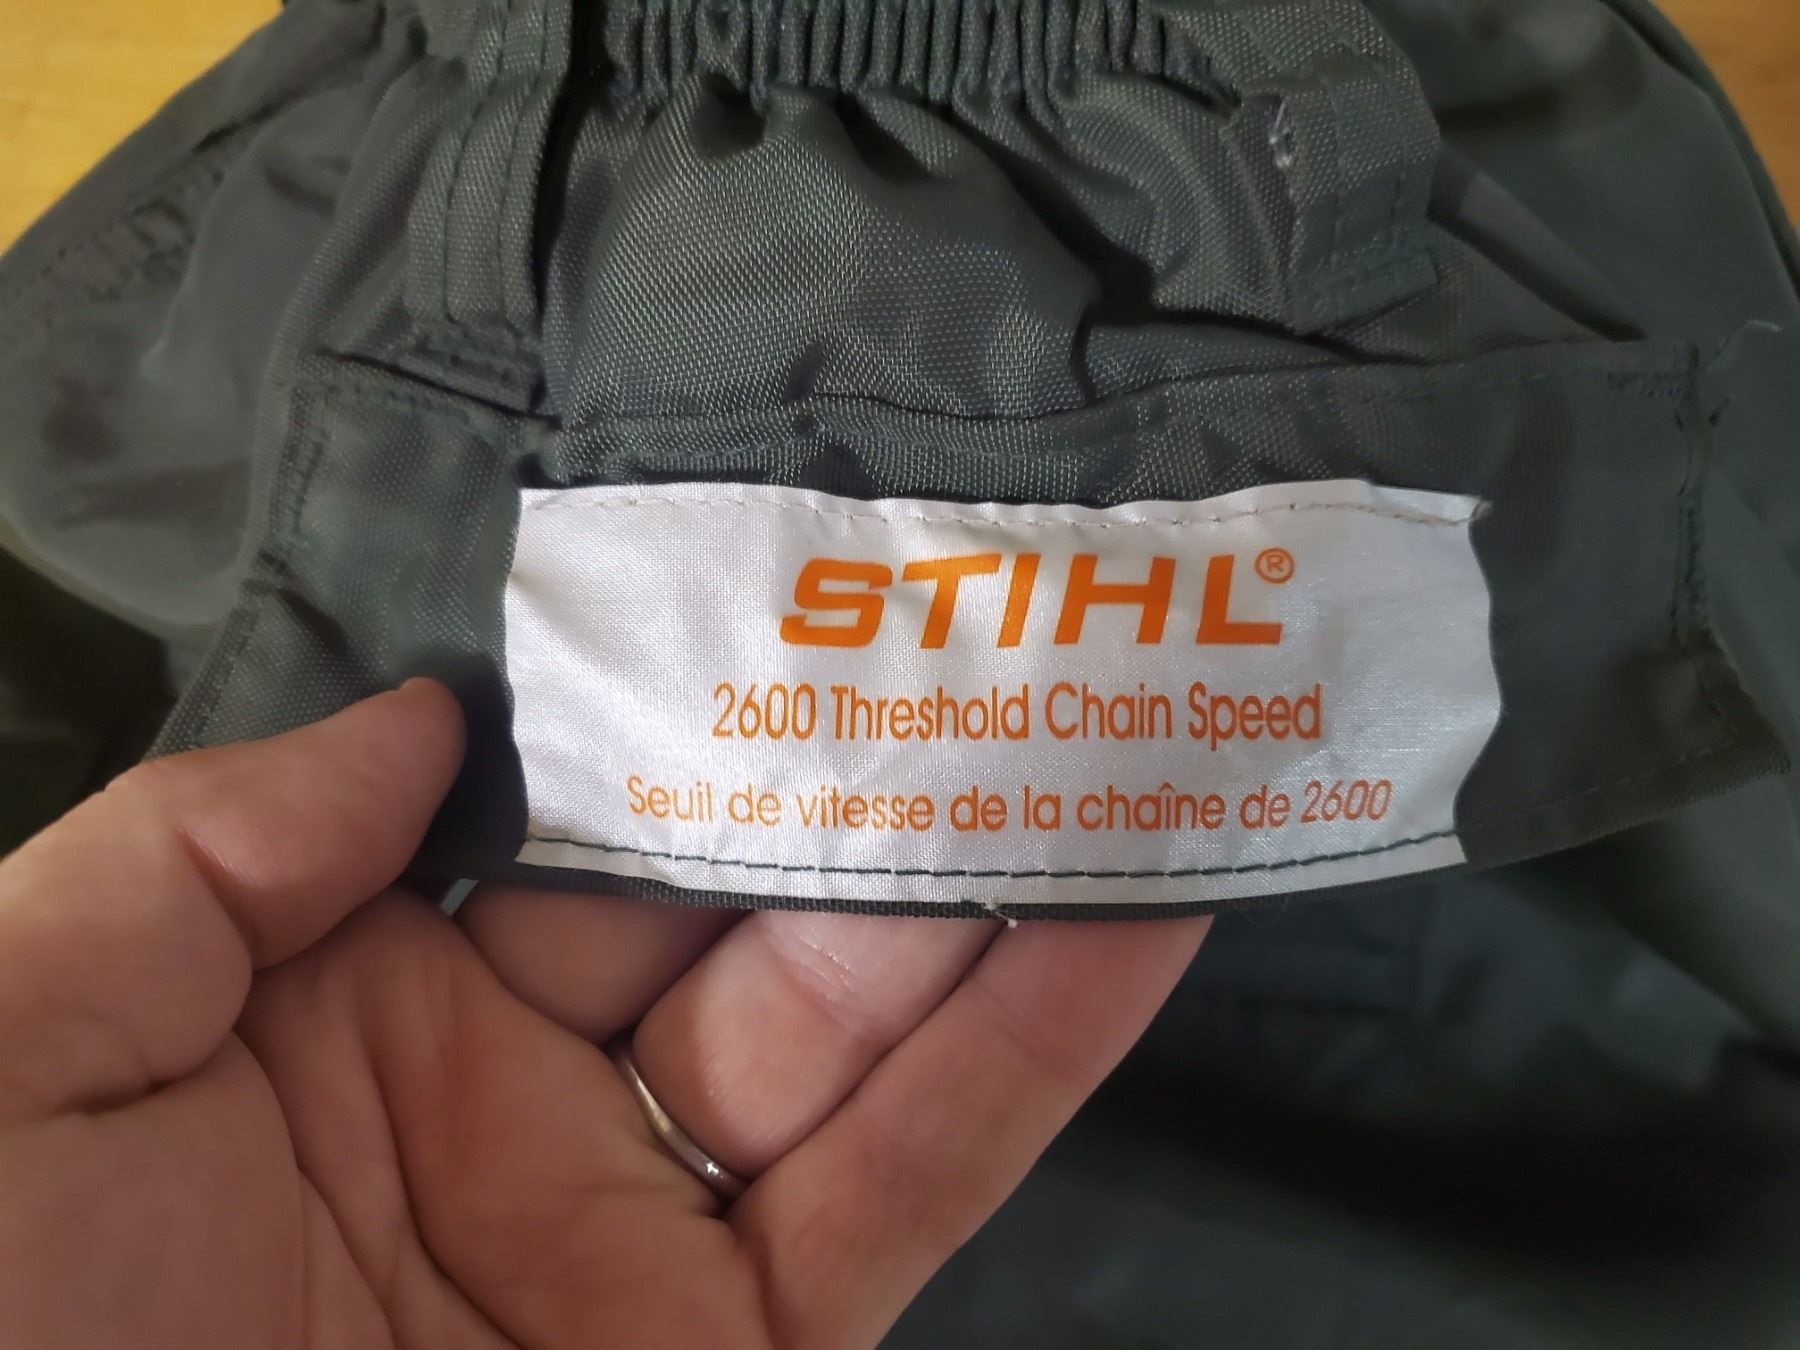 STIHL®
2600 Threshold Chain Speed
Seuil de vitesse de la chaîne de 2600